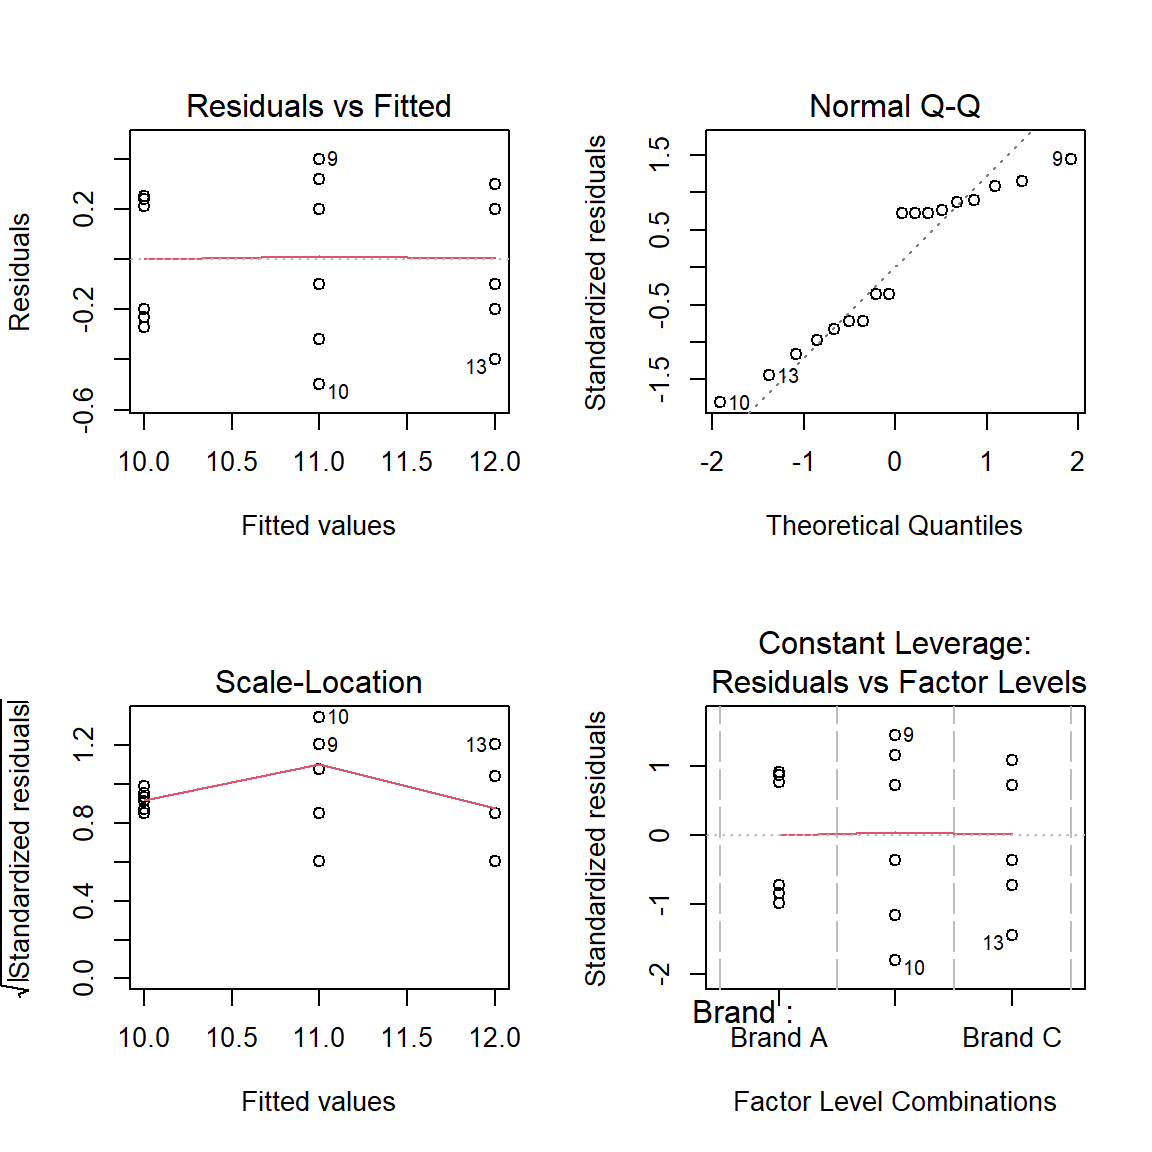 Residuals vs Fitted
Residuals
0.2
-0.2
-0.6
9
10
13
10.0 10.5 11.0 11.5 12.0
Fitted values
Normal Q-Q
Standardized residuals
1.5
0.5
-0.5
-1.5
9
13
10
-2 -1 0 1 2
Theoretical Quantiles
Scale-Location
√|Standardized residuals|
1.2
0.8
0.4
0.0
10
9
13
10.0 10.5 11.0 11.5 12.0
Fitted values
Constant Leverage:
Residuals vs Factor Levels
Standardized residuals
1
0
-1
-2
9
10
13
Brand :
Brand A Brand C
Factor Level Combinations